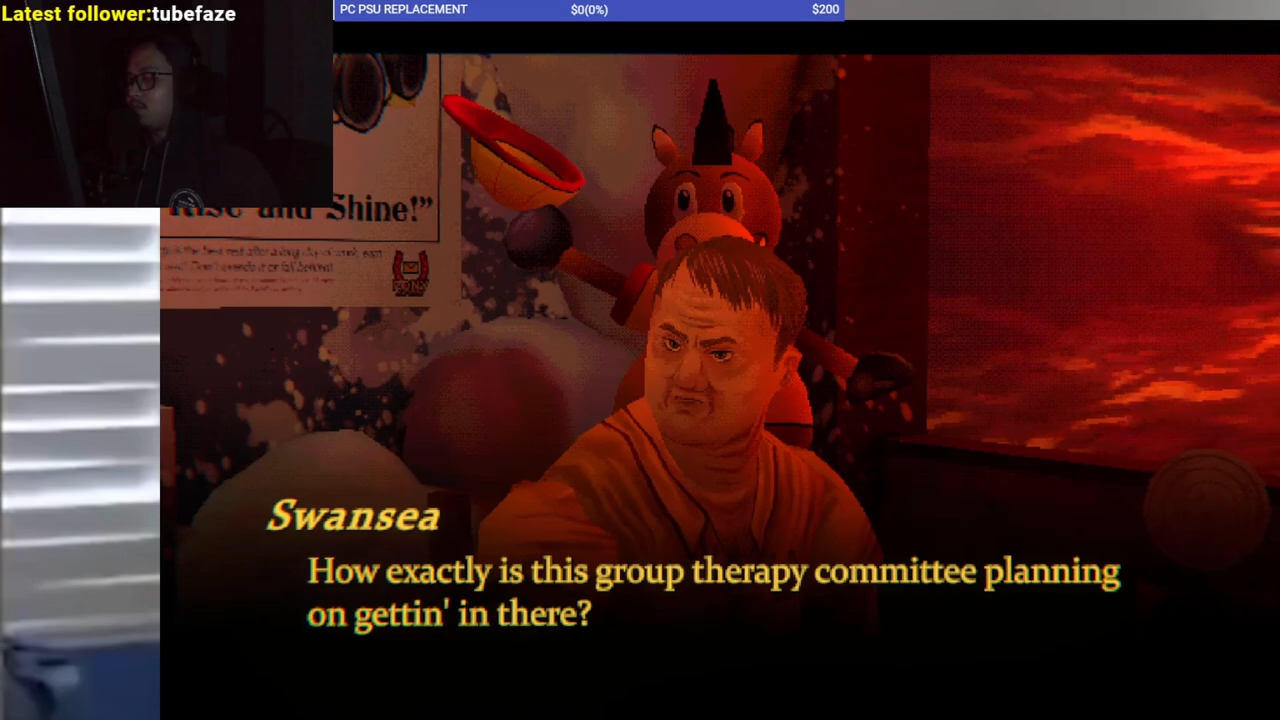 Latest follower:tubefaze
PC PSU REPLACEMENT $0(0%) $200
Rise and Shine!”
Swansea
How exactly is this group therapy committee planning
on gettin' in there?